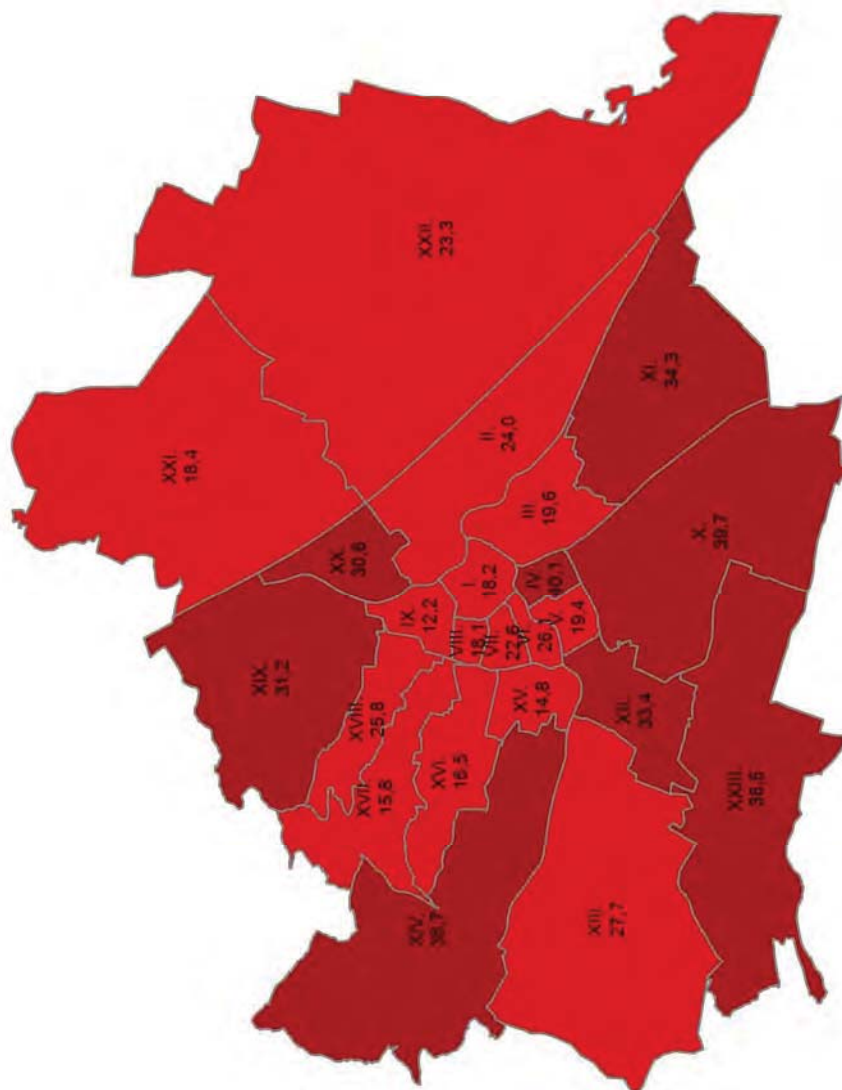 XXI.
18,4
XXII.
23,3
XIX.
31,2
XX.
30,6
II.
24,0
XVIII.
25,8
IX.
12,2
I.
18,2
III.
19,6
XI.
34,3
XVII.
15,8
VIII.
18,1
VII.
22,6
VI.
26,1
IV.
40,1
V.
19,4
X.
39,7
XVI.
16,5
XV.
14,8
XII.
33,4
XIV.
38,7
XIII.
27,7
XXIII.